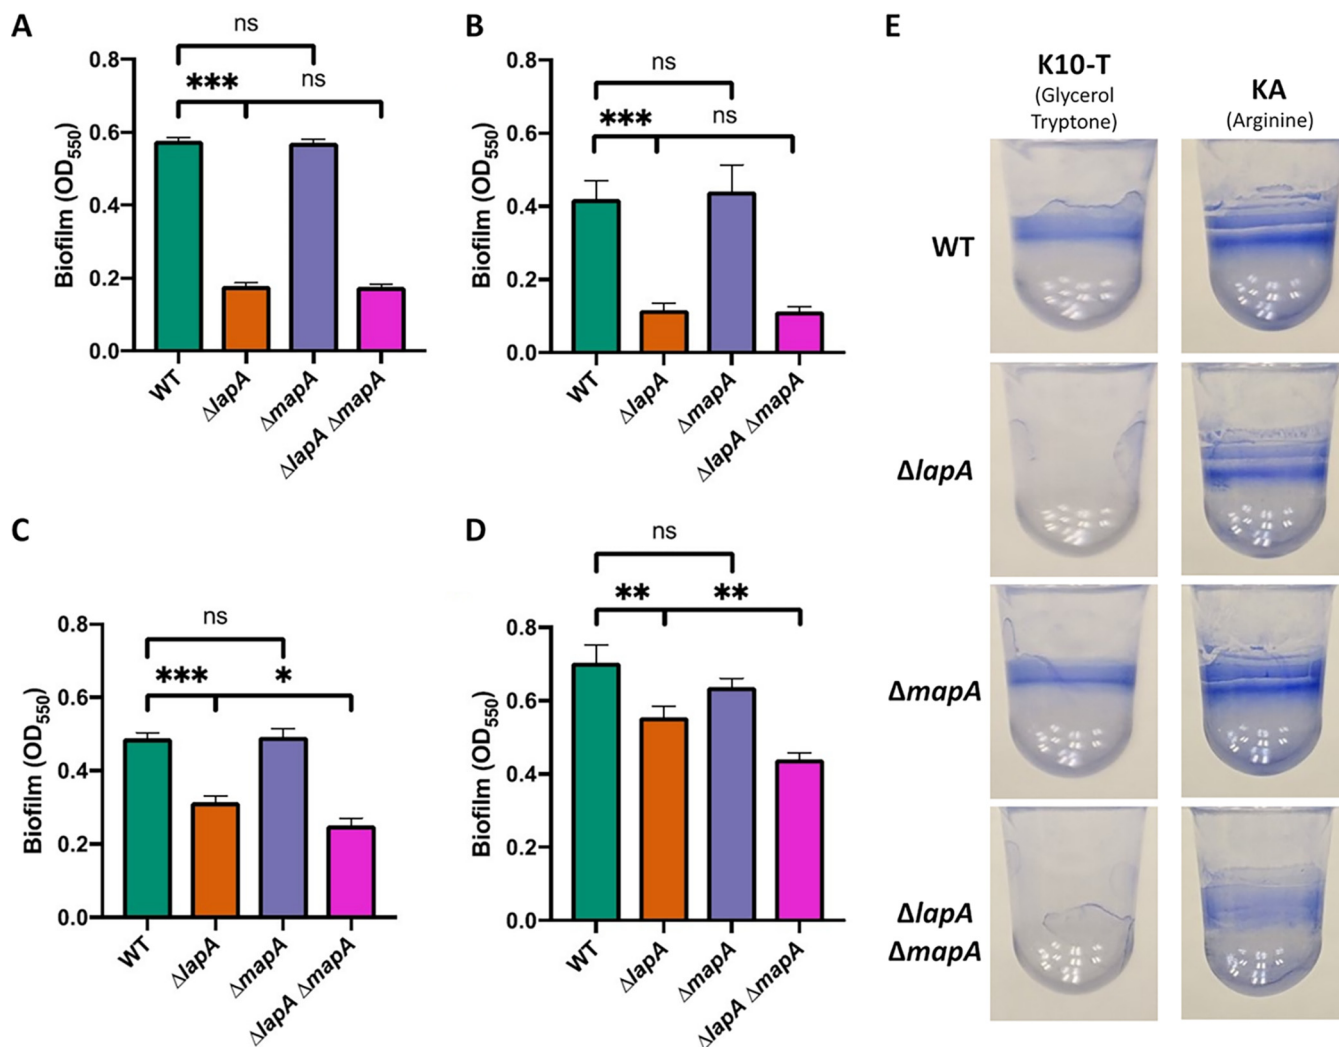 A
ns
***
ns
0.8
0.6
0.4
0.2
0.0
Biofilm (OD550)
WT
ΔlapA
ΔmapA
ΔlapA ΔmapA
B
ns
***
ns
0.8
0.6
0.4
0.2
0.0
Biofilm (OD550)
WT
ΔlapA
ΔmapA
ΔlapA ΔmapA
C
ns
***
*
0.8
0.6
0.4
0.2
0.0
Biofilm (OD550)
WT
ΔlapA
ΔmapA
ΔlapA ΔmapA
D
ns
**
**
0.8
0.6
0.4
0.2
0.0
Biofilm (OD550)
WT
ΔlapA
ΔmapA
ΔlapA ΔmapA
E
K10-T
(Glycerol
Tryptone)
KA
(Arginine)
WT
ΔlapA
ΔmapA
ΔlapA
ΔmapA